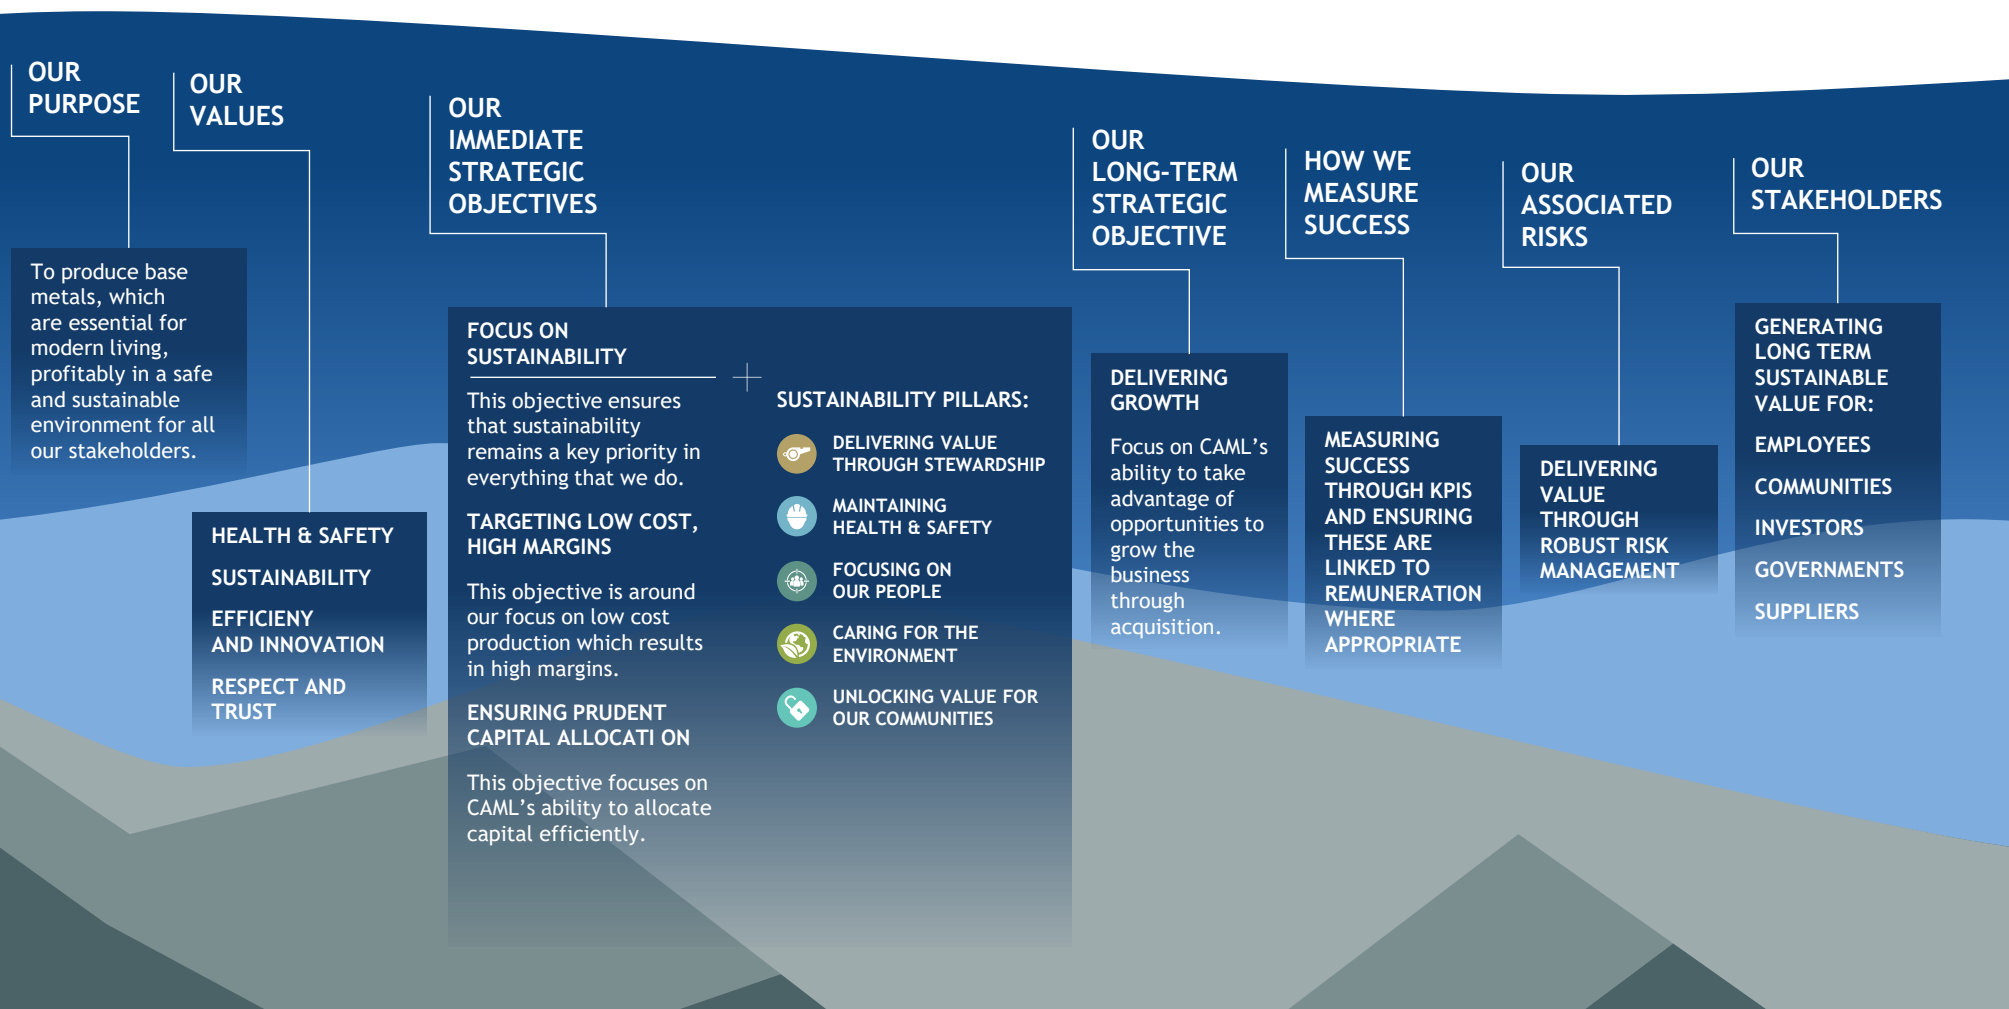 OUR
PURPOSE
To produce base
metals, which
are essential for
modern living,
profitably in a safe
and sustainable
environment for all
our stakeholders.
OUR
VALUES
HEALTH & SAFETY
SUSTAINABILITY
EFFICIENY
AND INNOVATION
RESPECT AND
TRUST
OUR
IMMEDIATE
STRATEGIC
OBJECTIVES
FOCUS ON
SUSTAINABILITY
This objective ensures
that sustainability
remains a key priority in
everything that we do.
TARGETING LOW COST,
HIGH MARGINS
This objective is around
our focus on low cost
production which results
in high margins.
ENSURING PRUDENT
CAPITAL ALLOCATI ON
This objective focuses on
CAML’s ability to allocate
capital efficiently.
SUSTAINABILITY PILLARS:
DELIVERING VALUE
THROUGH STEWARDSHIP
MAINTAINING
HEALTH & SAFETY
FOCUSING ON
OUR PEOPLE
CARING FOR THE
ENVIRONMENT
UNLOCKING VALUE FOR
OUR COMMUNITIES
OUR
LONG-TERM
STRATEGIC
OBJECTIVE
DELIVERING
GROWTH
Focus on CAML’s
ability to take
advantage of
opportunities to
grow the
business
through
acquisition.
HOW WE
MEASURE
SUCCESS
MEASURING
SUCCESS
THROUGH KPIS
AND ENSURING
THESE ARE
LINKED TO
REMUNERATION
WHERE
APPROPRIATE
OUR
ASSOCIATED
RISKS
DELIVERING
VALUE
THROUGH
ROBUST RISK
MANAGEMENT
OUR
STAKEHOLDERS
GENERATING
LONG TERM
SUSTAINABLE
VALUE FOR:
EMPLOYEES
COMMUNITIES
INVESTORS
GOVERNMENTS
SUPPLIERS